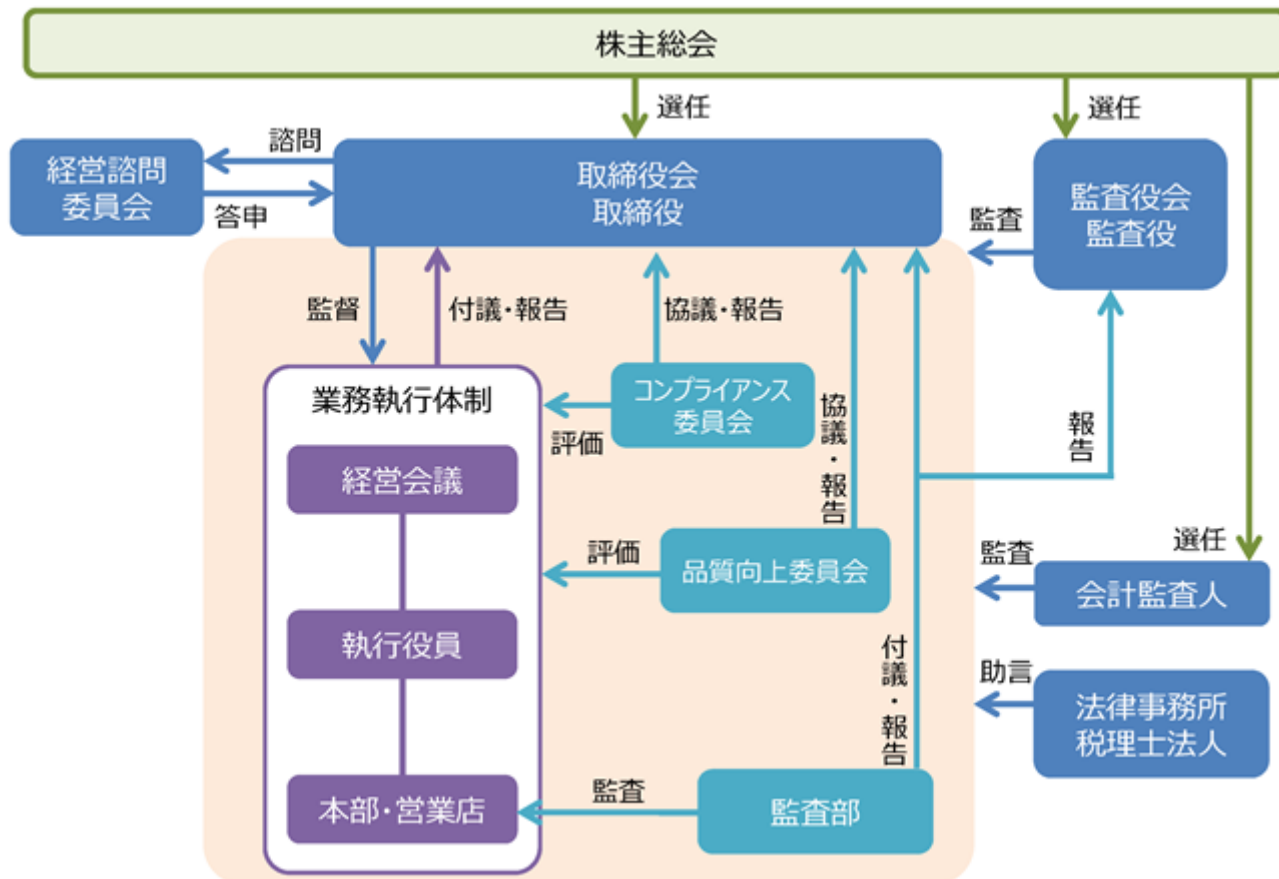 株主総会
選任
選任
諮問
経営諮問
委員会
答申
取締役会
取締役
監査役会
監査役
監査
監督
付議・報告
協議・報告
業務執行体制
コンプライアンス
委員会
評価
協議・報告
報告
経営会議
選任
評価
品質向上委員会
監査
会計監査人
執行役員
付議・報告
助言
法律事務所
税理士法人
本部・営業店
監査
監査部